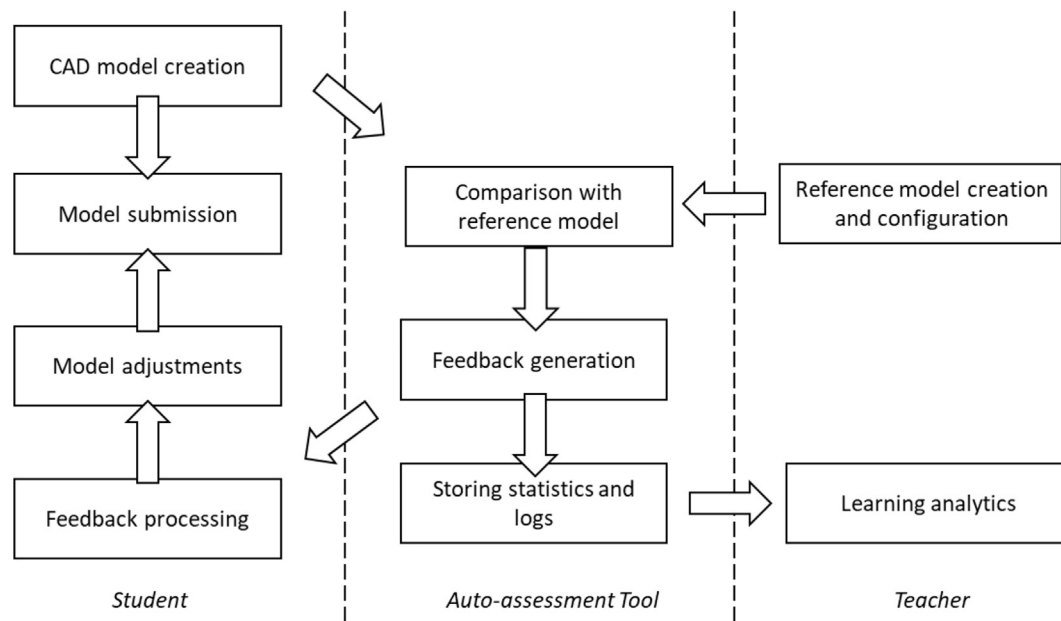 CAD model creation
Model submission
Model adjustments
Feedback processing
Student
Comparison with
reference model
Feedback generation
Storing statistics and
logs
Auto-assessment Tool
Reference model creation
and configuration
Learning analytics
Teacher